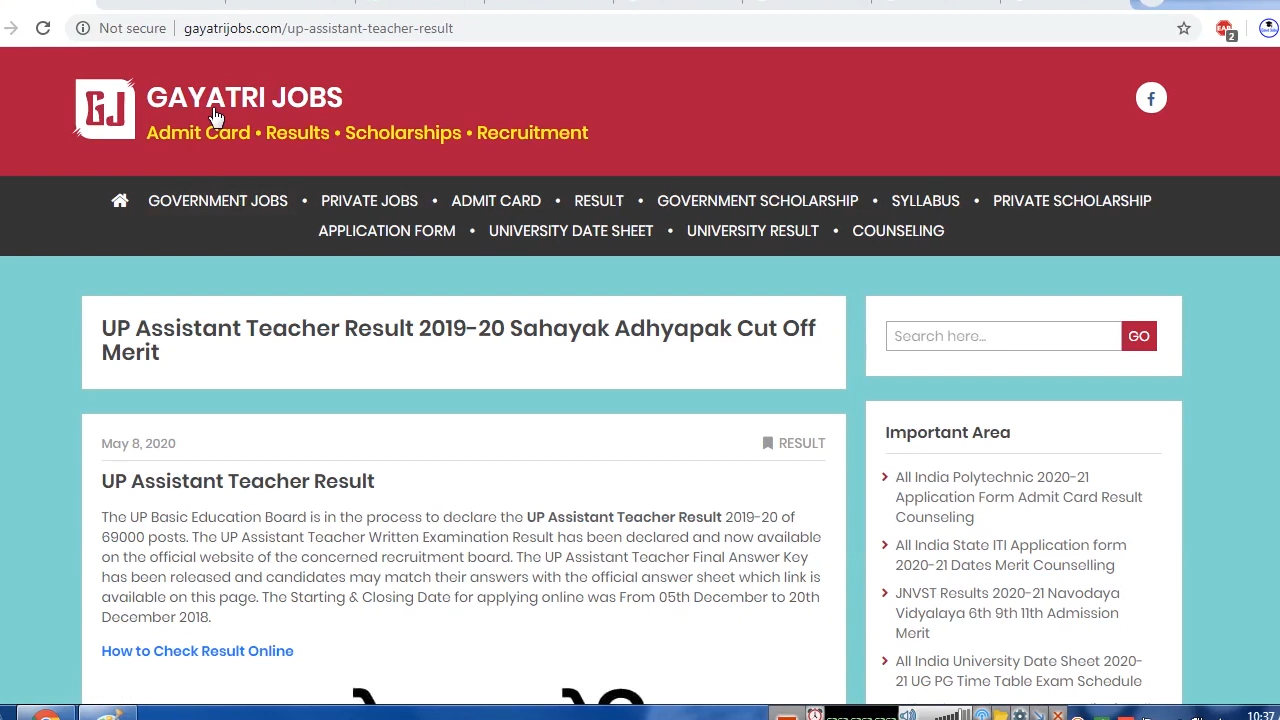 Not secure gayatrijobs.com/up-assistant-teacher-result
2
GJ
GAYATRI JOBS
Admit Card • Results • Scholarships • Recruitment
GOVERNMENT JOBS • PRIVATE JOBS • ADMIT CARD • RESULT • GOVERNMENT SCHOLARSHIP • SYLLABUS • PRIVATE SCHOLARSHIP
APPLICATION FORM • UNIVERSITY DATE SHEET • UNIVERSITY RESULT • COUNSELING
UP Assistant Teacher Result 2019-20 Sahayak Adhyapak Cut Off
Merit
May 8, 2020 RESULT
UP Assistant Teacher Result
The UP Basic Education Board is in the process to declare the UP Assistant Teacher Result 2019-20 of
69000 posts. The UP Assistant Teacher Written Examination Result has been declared and now available
on the official website of the concerned recruitment board. The UP Assistant Teacher Final Answer Key
has been released and candidates may match their answers with the official answer sheet which link is
available on this page. The Starting & Closing Date for applying online was From 05th December to 20th
December 2018.
How to Check Result Online
Search here... GO
Important Area
All India Polytechnic 2020-21
Application Form Admit Card Result
Counseling
All India State ITI Application form
2020-21 Dates Merit Counselling
JNVST Results 2020-21 Navodaya
Vidyalaya 6th 9th 11th Admission
Merit
All India University Date Sheet 2020-
21 UG PG Time Table Exam Schedule
10:37